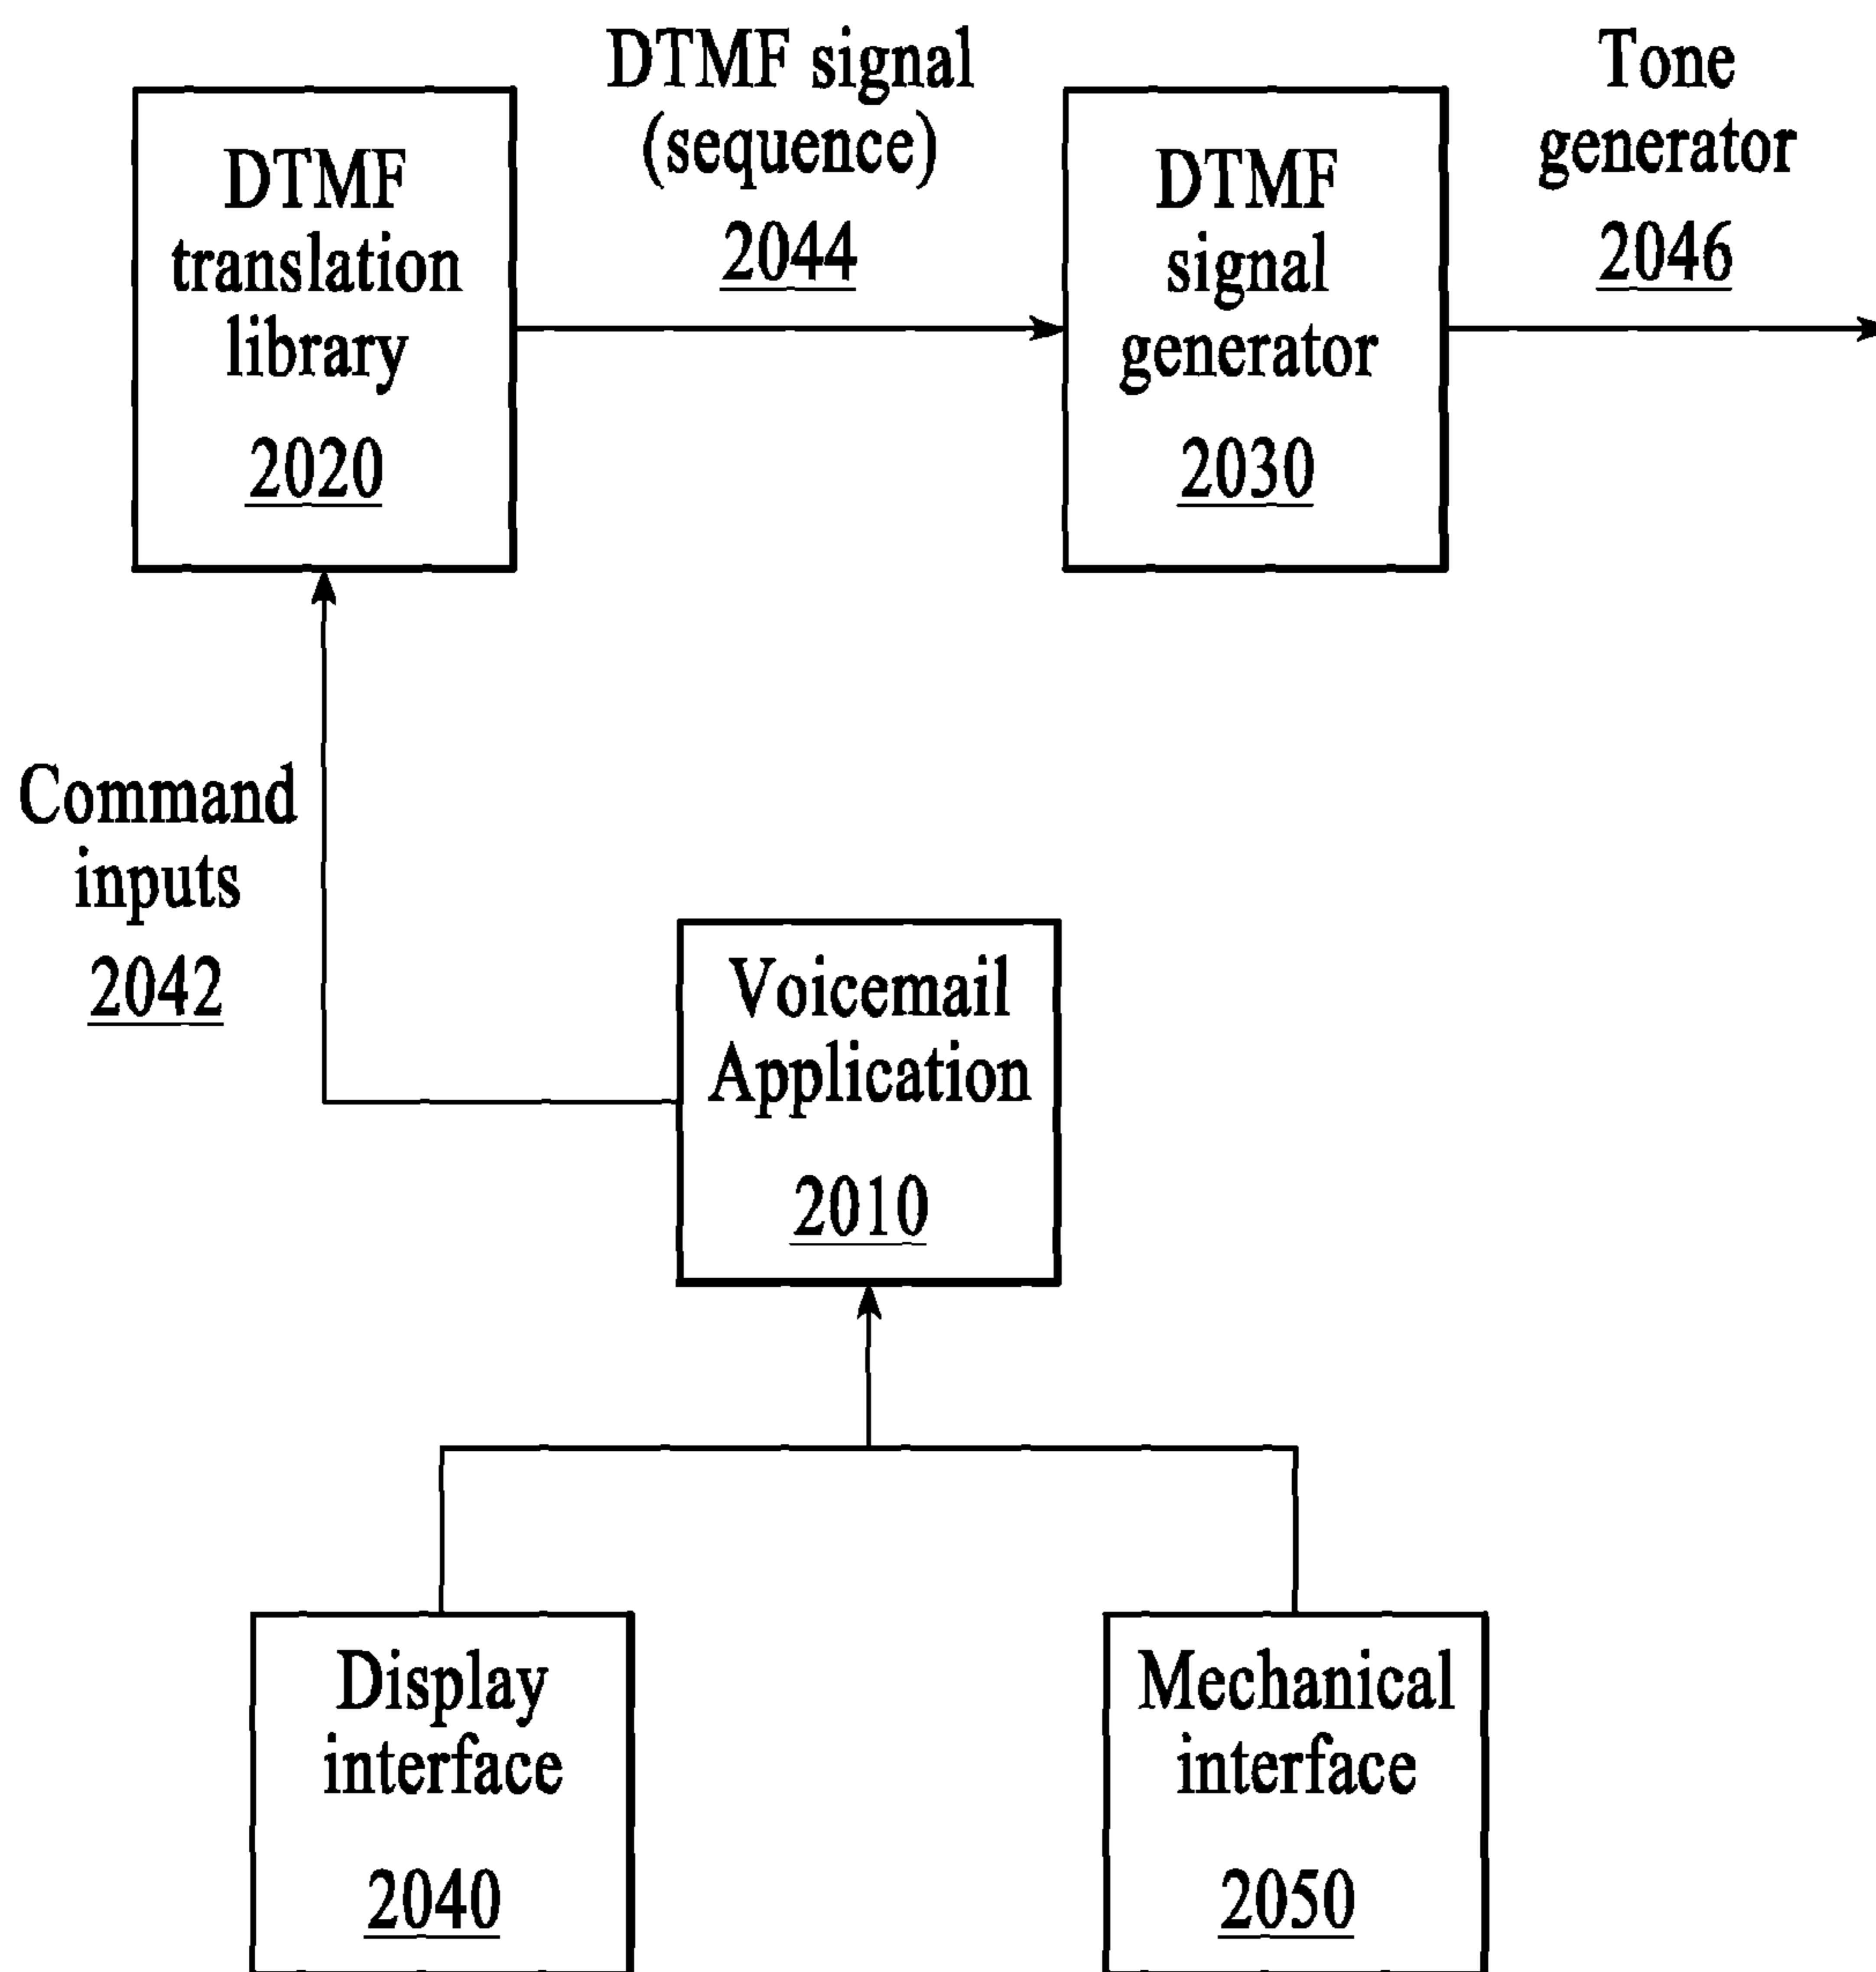 DTMF
translation
library
2020
DTMF signal
(sequence)
2044
DTMF
signal
generator
2030
Tone
generator
2046
Command
inputs
2042
Voicemail
Application
2010
Display
interface
2040
Mechanical
interface
2050